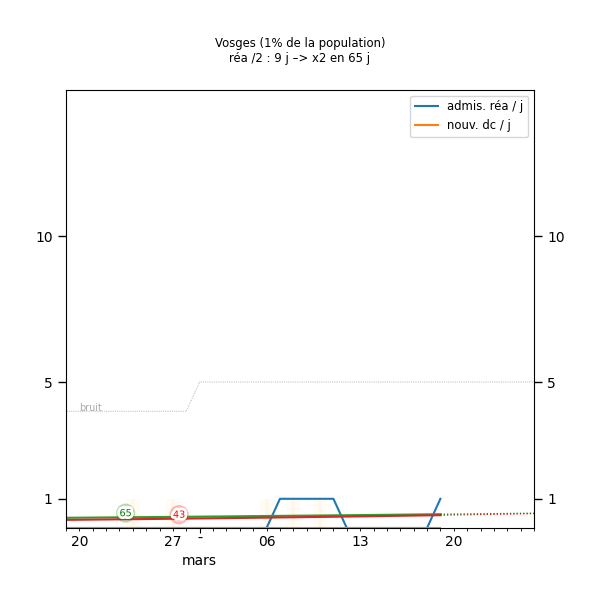 Vosges (1% de la population)
réa /2 : 9 j –> x2 en 65 j
admis. réa / j
nouv. dc / j
10
10
5
5
bruit
1
1
65
43
20
27
-
06
13
20
mars